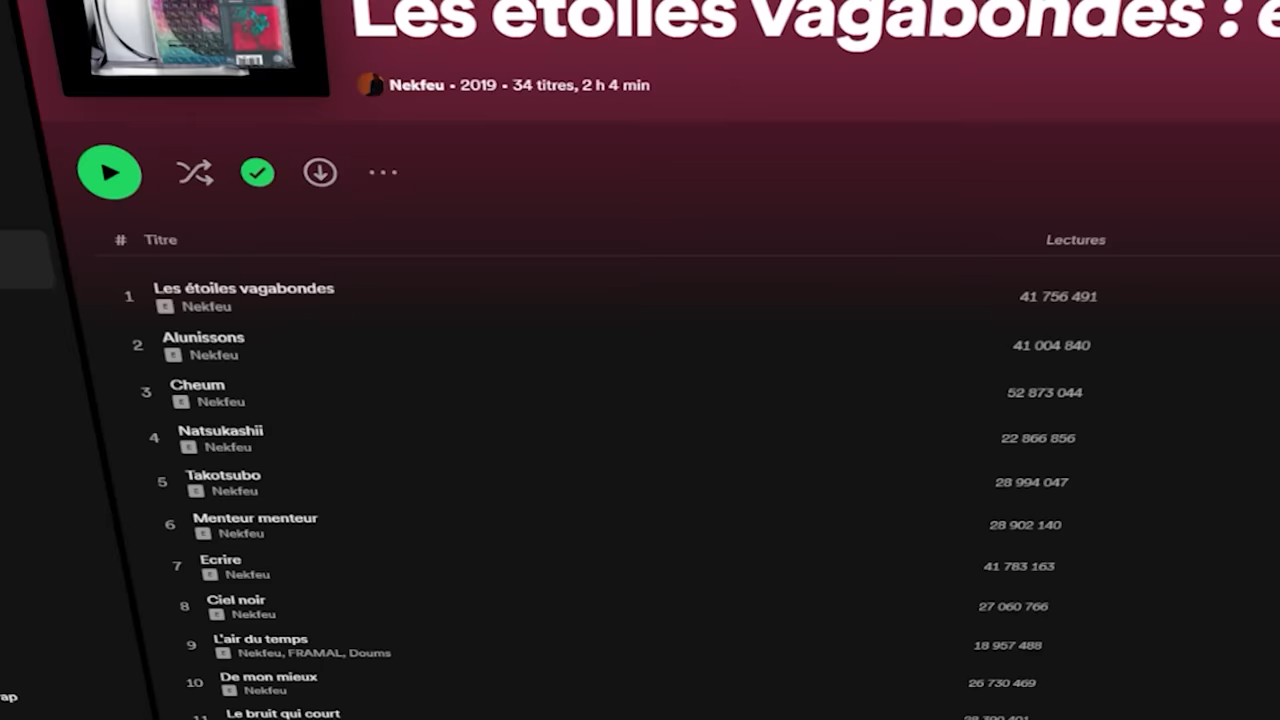 Les étoiles vagabondes :
Nekfeu • 2019 • 34 titres, 2 h 4 min
# Titre Lectures
1 Les étoiles vagabondes 41 756 491
E Nekfeu
2 Alunissons 41 004 840
E Nekfeu
3 Cheum 52 873 044
E Nekfeu
4 Natsukashii 22 866 856
E Nekfeu
5 Takotsubo 28 994 047
E Nekfeu
6 Menteur menteur 28 902 140
E Nekfeu
7 Ecrire 41 783 163
E Nekfeu
8 Ciel noir 27 060 766
E Nekfeu
9 L'air du temps 18 957 488
E Nekfeu, FRAMAL, Doums
10 De mon mieux 26 730 469
E Nekfeu
11 Le bruit qui court